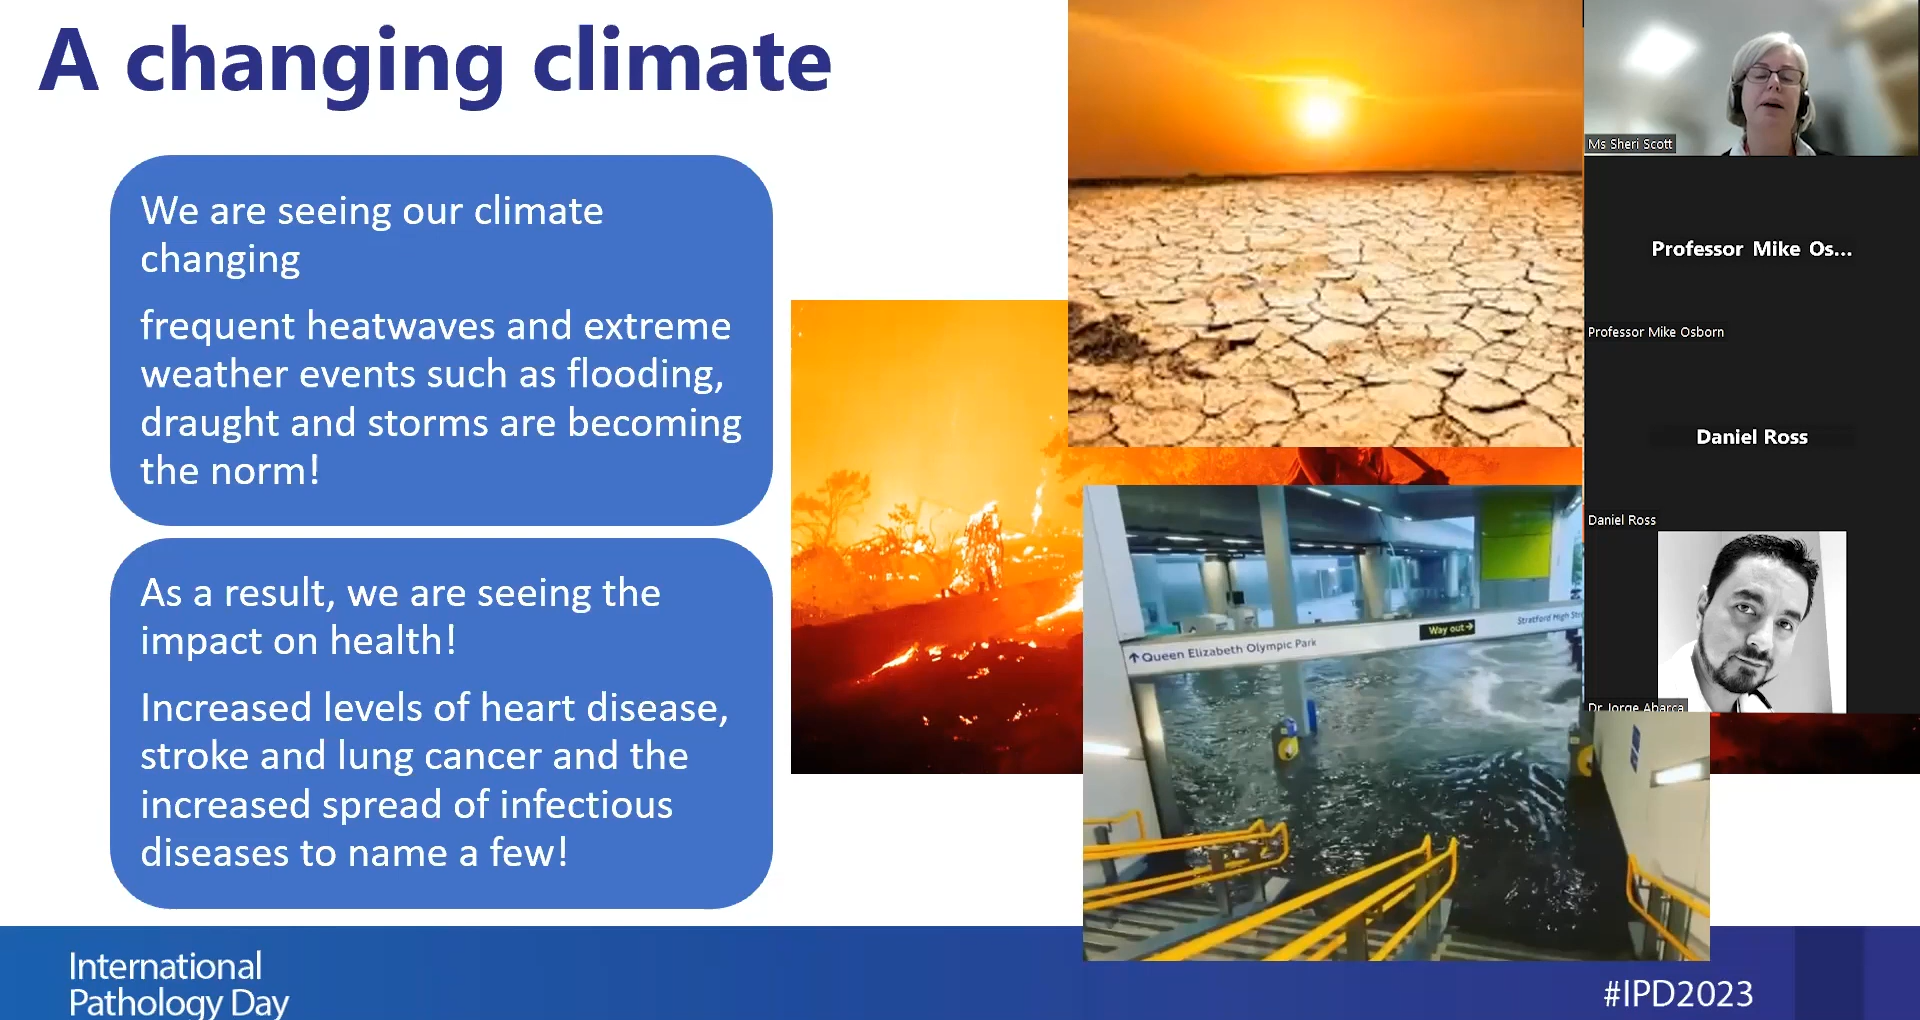 A changing climate
We are seeing our climate
changing
frequent heatwaves and extreme
weather events such as flooding,
draught and storms are becoming
the norm!
As a result, we are seeing the
impact on health!
Increased levels of heart disease,
stroke and lung cancer and the
increased spread of infectious
diseases to name a few!
Way out→
Stratford High Str
↑ Queen Elizabeth Olympic Park
Ms Sheri Scott
Professor Mike Os...
Professor Mike Osborn
Daniel Ross
Daniel Ross
Dr Jorge Abarca
International
Pathology Day
#IPD2023